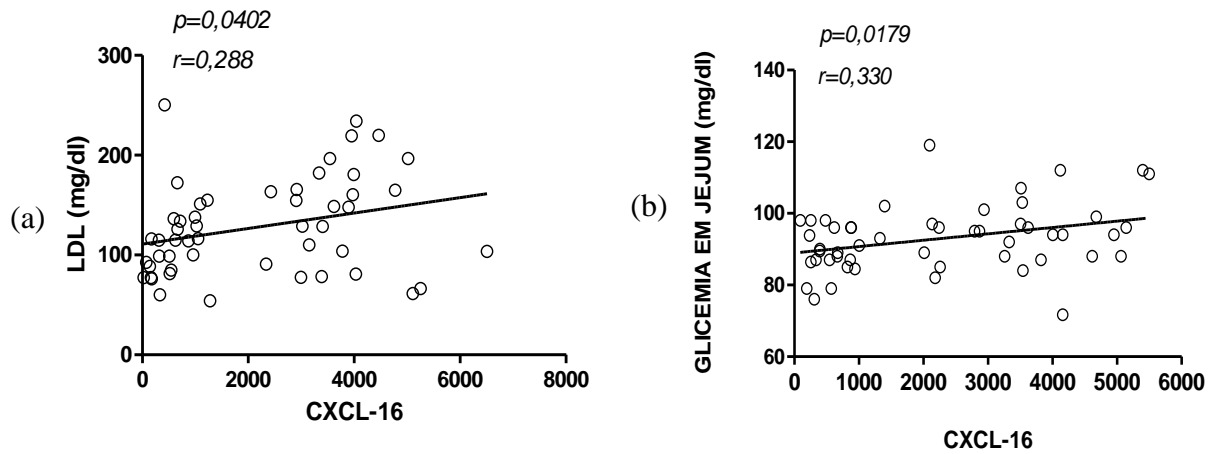 (a)
p=0,0402
r=0,288
LDL (mg/dl)
300
200
100
0
0 2000 4000 6000 8000
CXCL-16
(b)
p=0,0179
r=0,330
GLICEMIA EM JEJUM (mg/dl)
140
120
100
80
60
0 1000 2000 3000 4000 5000 6000
CXCL-16